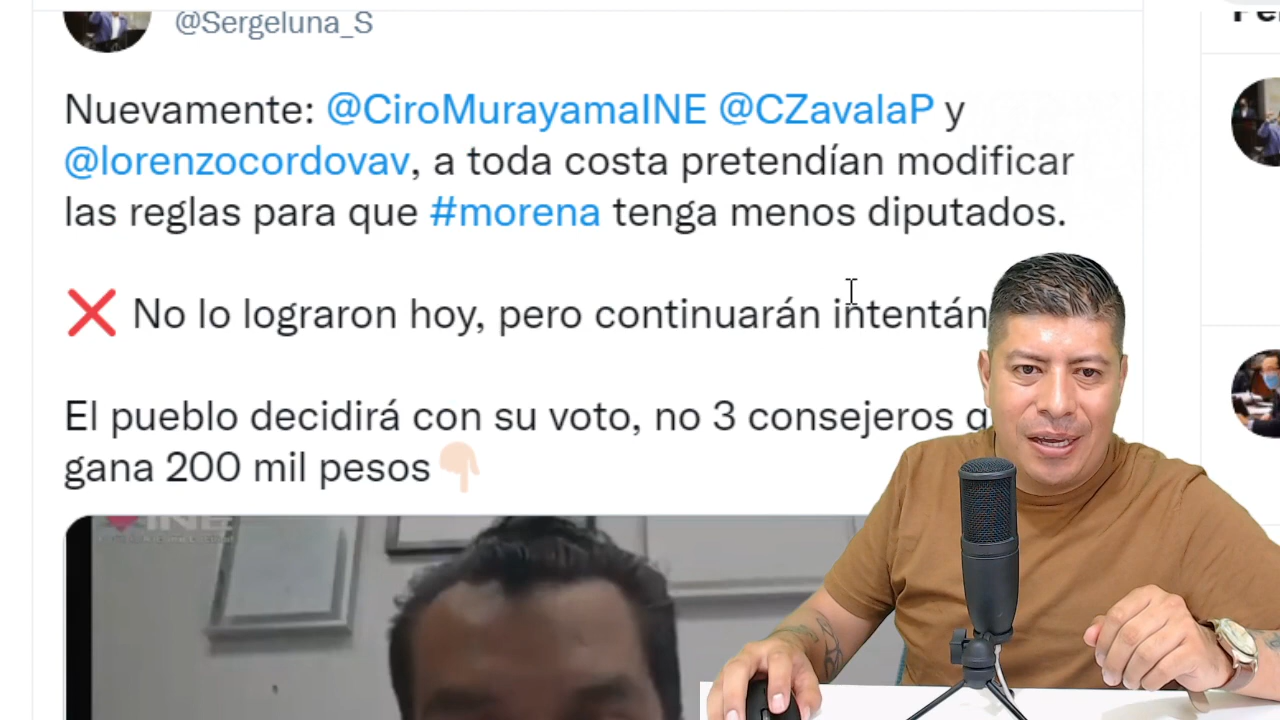 @Sergeluna_S
Nuevamente: @CiroMurayamaINE @CZavalaP y
@lorenzocordovav, a toda costa pretendían modificar
las reglas para que #morena tenga menos diputados.
❌ No lo lograron hoy, pero continuarán intentán
El pueblo decidirá con su voto, no 3 consejeros
gana 200 mil pesos👇🏻
INE